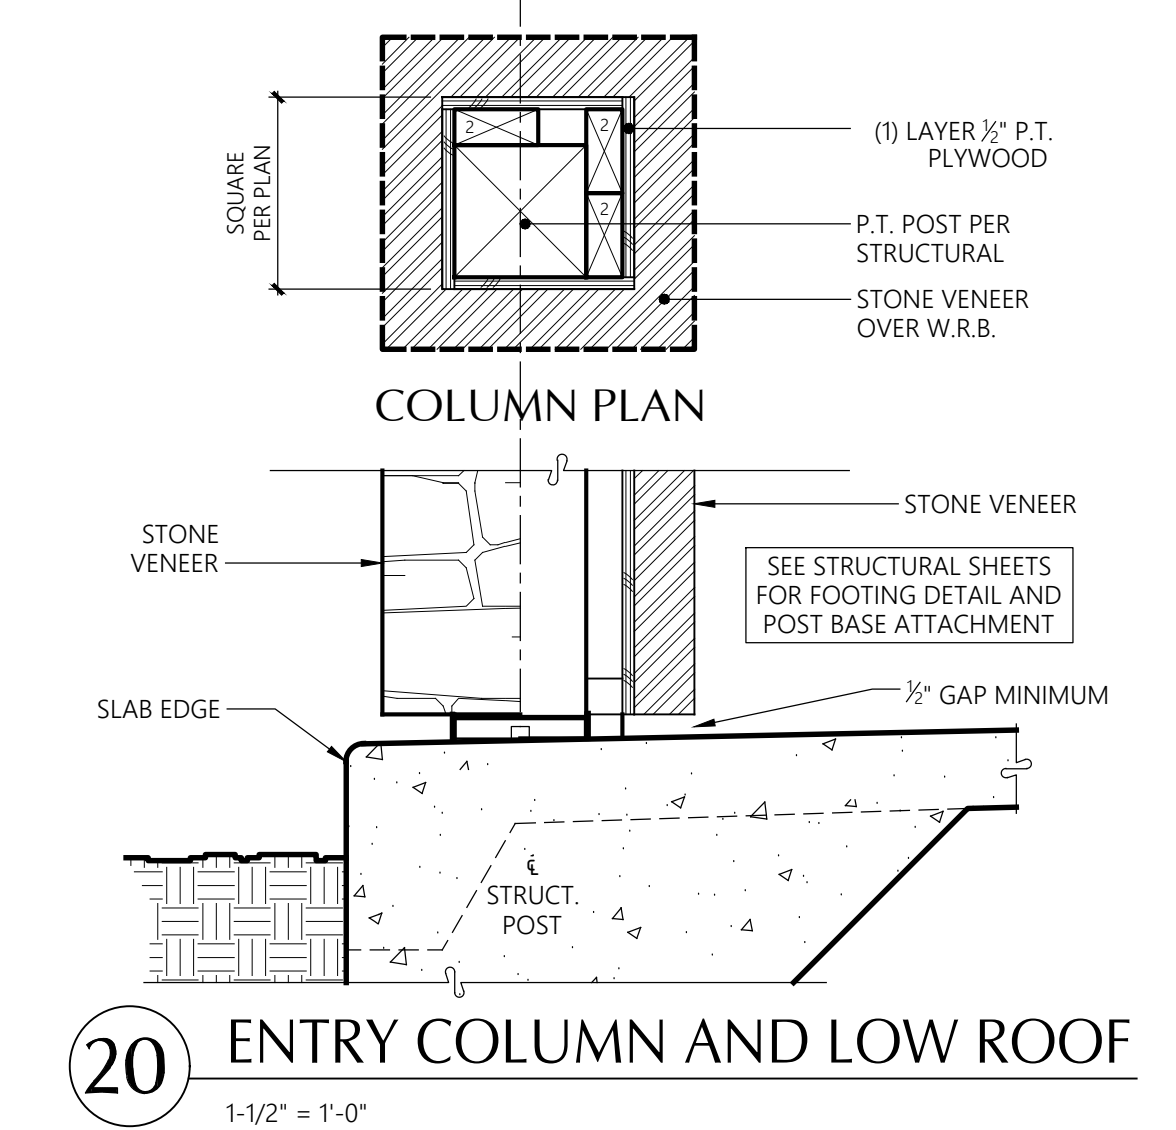 2
2
2
SQUARE
PER PLAN
(1) LAYER ½" P.T.
PLYWOOD
P.T. POST PER
STRUCTURAL
STONE VENEER
OVER W.R.B.
COLUMN PLAN
STONE
VENEER
STONE VENEER
SEE STRUCTURAL SHEETS
FOR FOOTING DETAIL AND
POST BASE ATTACHMENT
SLAB EDGE
½" GAP MINIMUM
℄
STRUCT.
POST
20
ENTRY COLUMN AND LOW ROOF
1-1/2" = 1'-0"